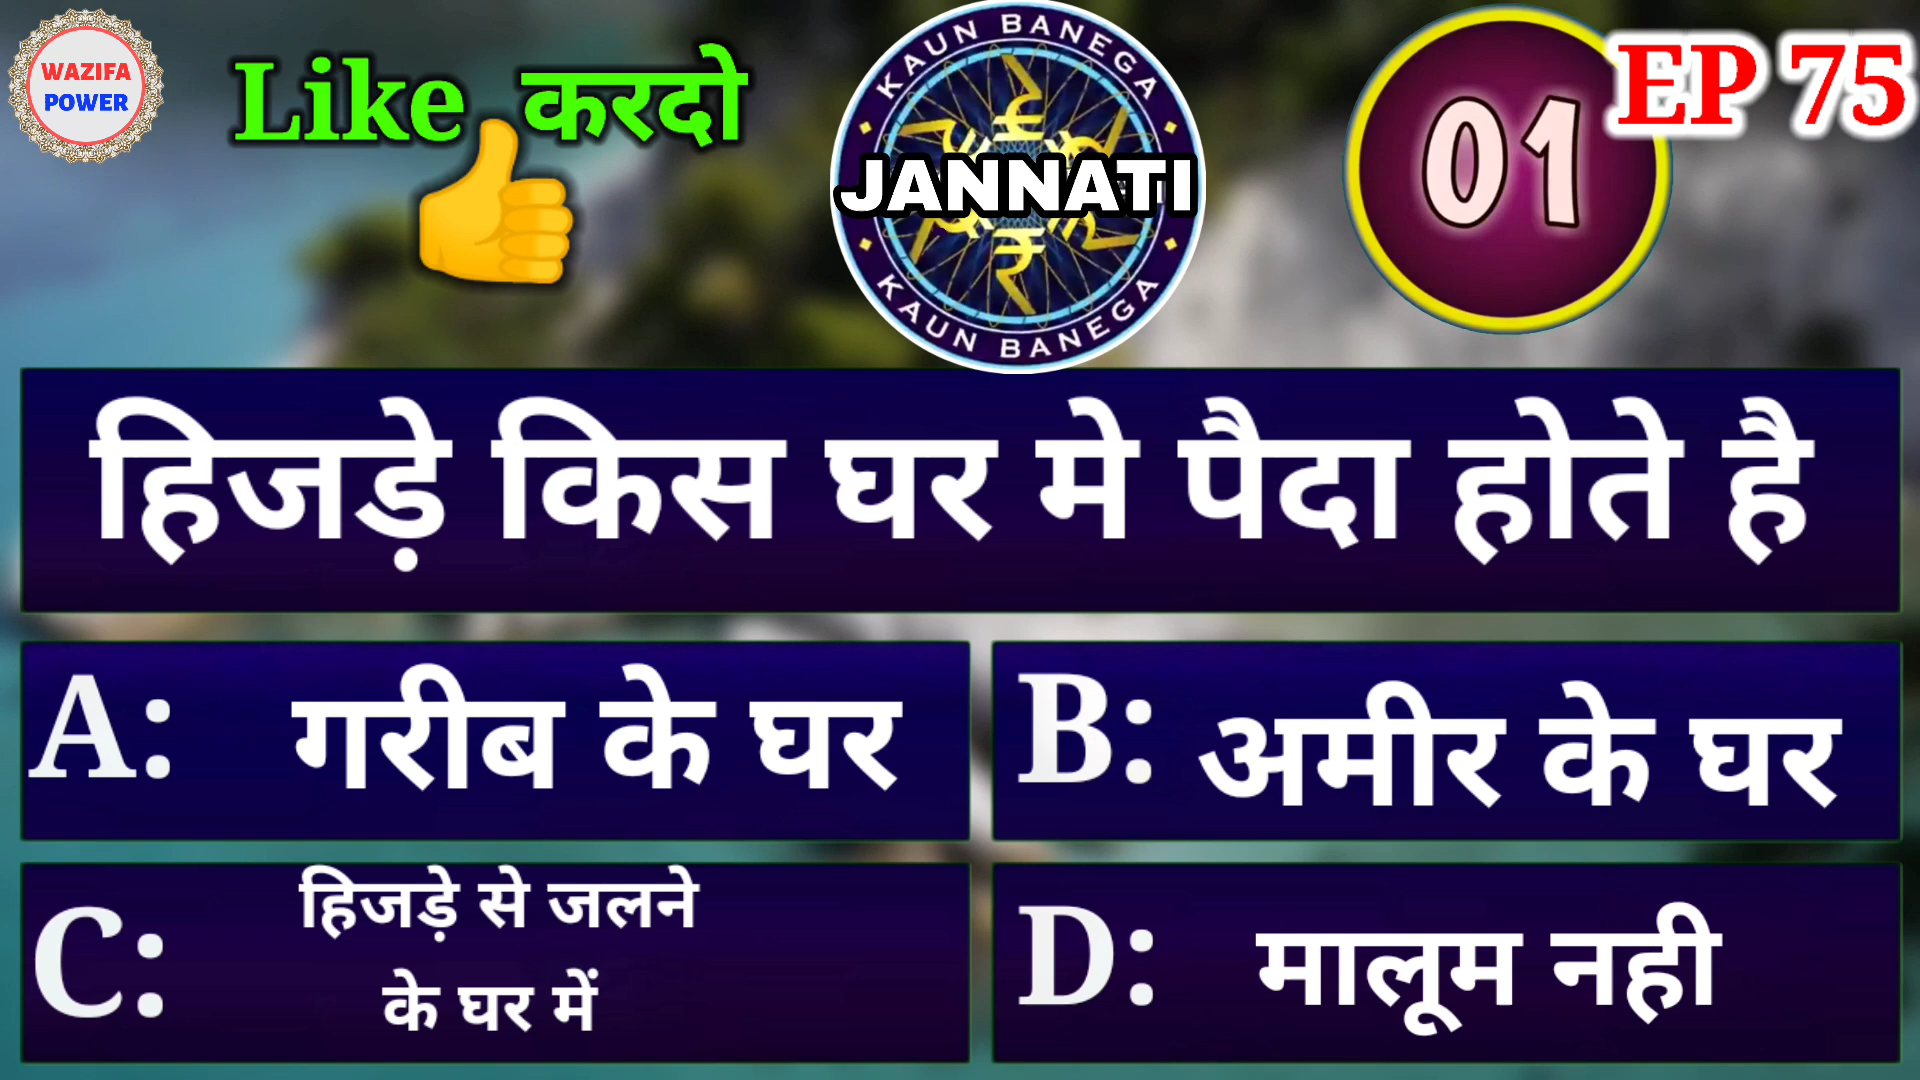 WAZIFA
POWER
Like करदो
KAUN BANEGA
JANNATI
KAUN BANEGA
01
EP 75
हिजड़े किस घर मे पैदा होते है
A: गरीब के घर
B: अमीर के घर
C: हिजड़े से जलने
के घर में
D: मालूम नही